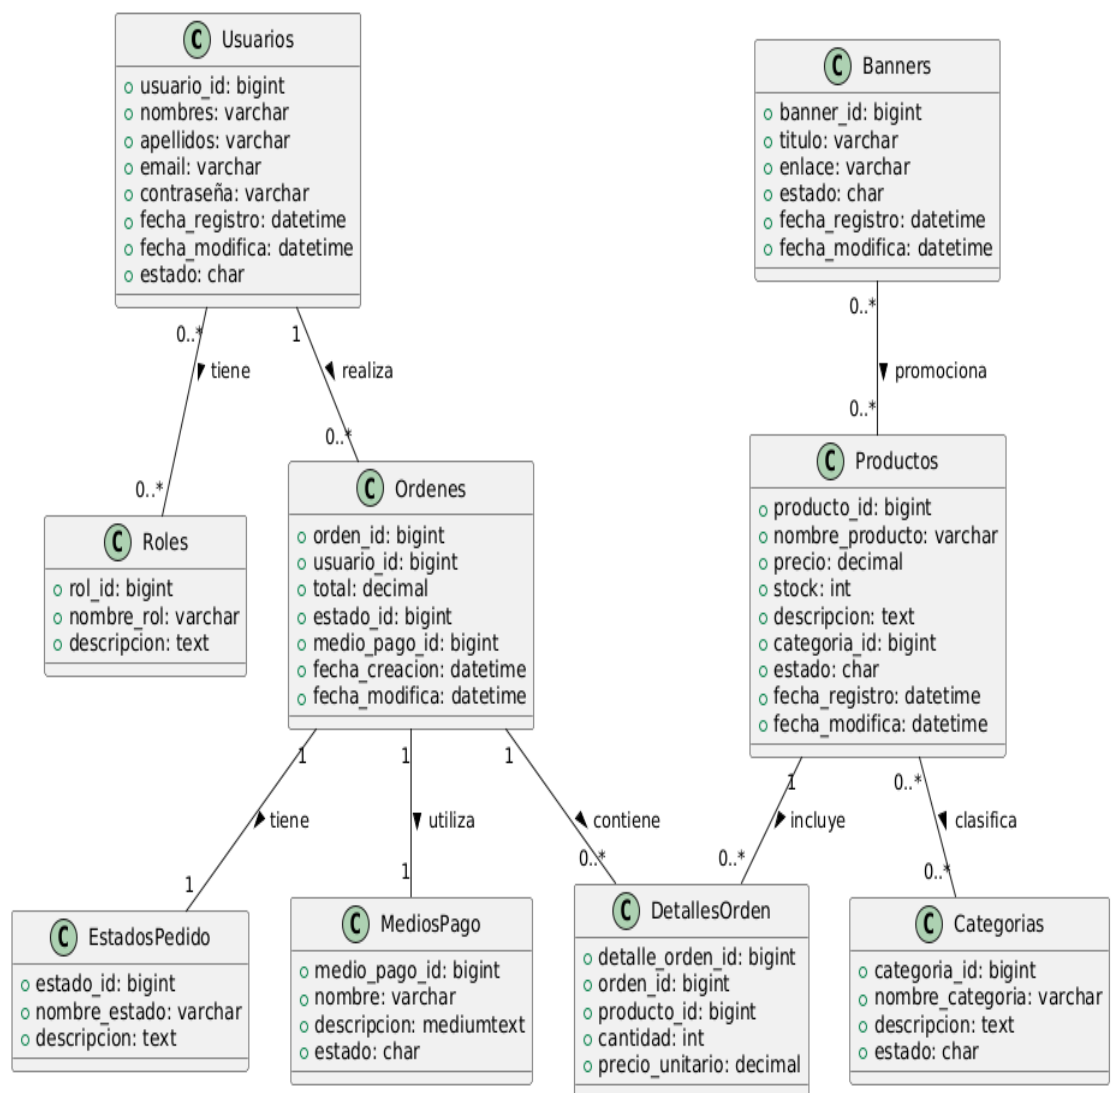 C Usuarios
usuario_id: bigint
nombres: varchar
apellidos: varchar
email: varchar
contraseña: varchar
fecha_registro: datetime
fecha_modifica: datetime
estado: char
C Banners
banner_id: bigint
titulo: varchar
enlace: varchar
estado: char
fecha_registro: datetime
fecha_modifica: datetime
0..*
1
0..*
tiene
realiza
promociona
0..*
0..*
0..*
C Roles
rol_id: bigint
nombre_rol: varchar
descripcion: text
C Ordenes
orden_id: bigint
usuario_id: bigint
total: decimal
estado_id: bigint
medio_pago_id: bigint
fecha_creacion: datetime
fecha_modifica: datetime
C Productos
producto_id: bigint
nombre_producto: varchar
precio: decimal
stock: int
descripcion: text
categoria_id: bigint
estado: char
fecha_registro: datetime
fecha_modifica: datetime
1
1
1
1
0..*
tiene
utiliza
contiene
incluye
clasifica
1
1
0..*
0..*
0..*
C EstadosPedido
estado_id: bigint
nombre_estado: varchar
descripcion: text
C MediosPago
medio_pago_id: bigint
nombre: varchar
descripcion: mediumtext
estado: char
C DetallesOrden
detalle_orden_id: bigint
orden_id: bigint
producto_id: bigint
cantidad: int
precio_unitario: decimal
C Categorias
categoria_id: bigint
nombre_categoria: varchar
descripcion: text
estado: char